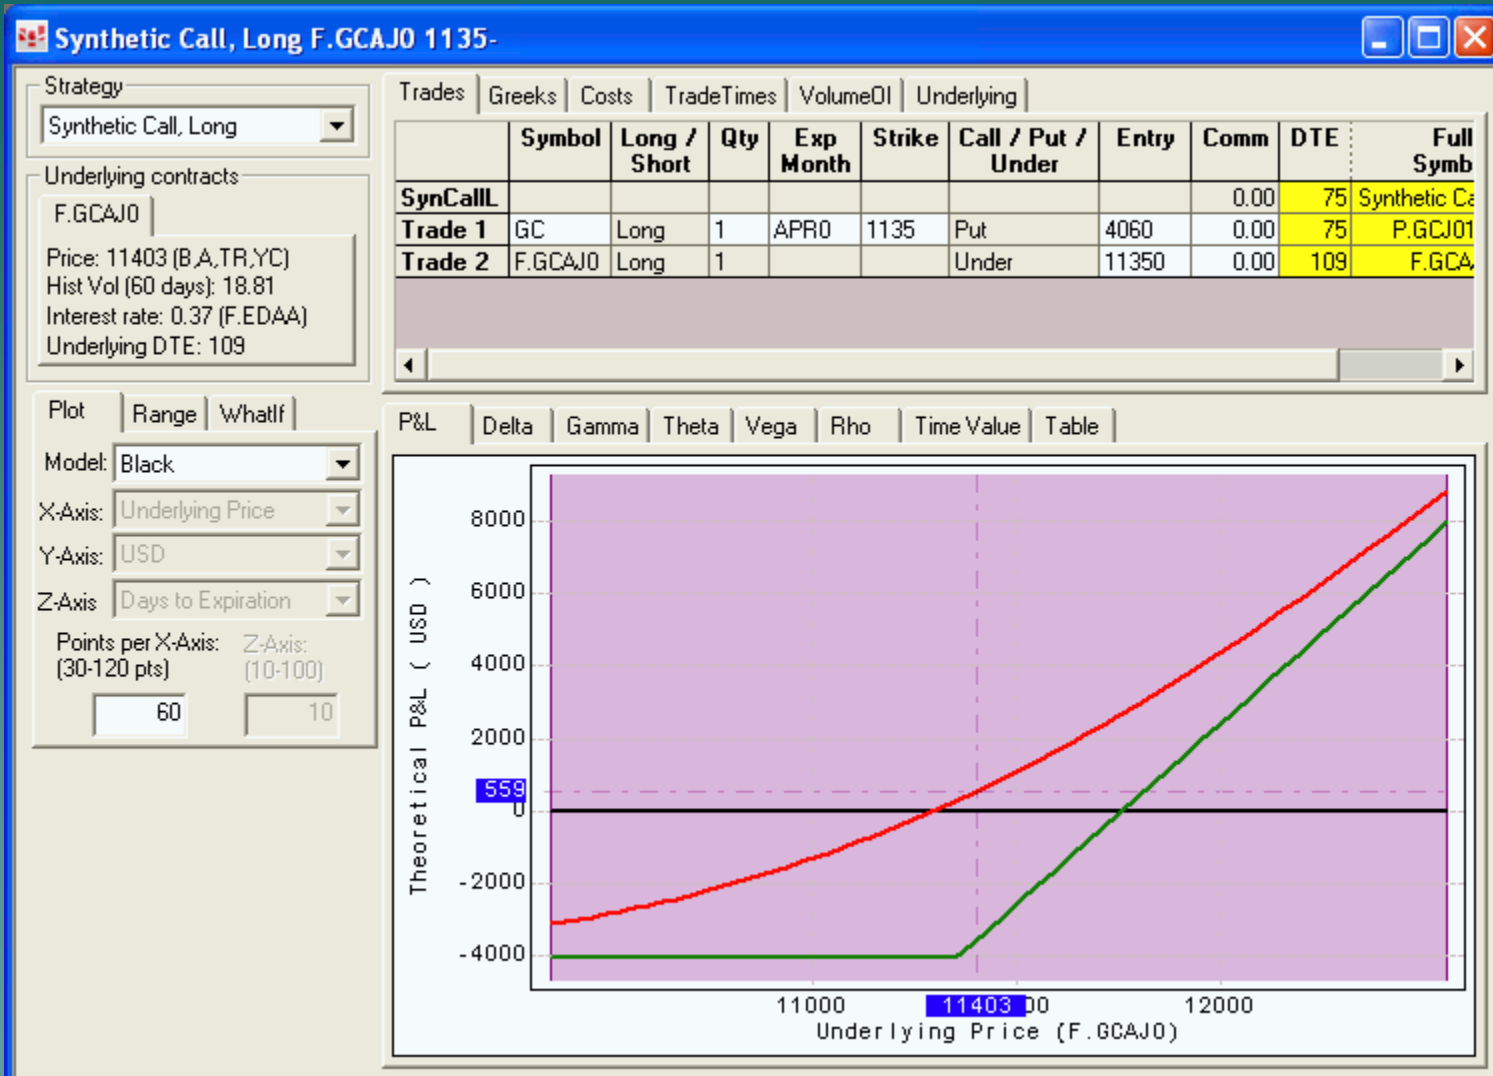 Synthetic Call, Long F.GCAJ0 1135-
Strategy
Synthetic Call, Long
Underlying contracts
F.GCAJ0
Price: 11403 (B,A,TR,YC)
Hist Vol (60 days): 18.81
Interest rate: 0.37 (F.EDAA)
Underlying DTE: 109
Trades Greeks Costs TradeTimes VolumeOI Underlying
Symbol Long / Short Qty Exp Month Strike Call / Put / Under Entry Comm DTE Full Symb
SynCallL 0.00 75 Synthetic Ca
Trade 1 GC Long 1 APR0 1135 Put 4060 0.00 75 P.GCJ01
Trade 2 F.GCAJ0 Long 1 Under 11350 0.00 109 F.GCA
Plot Range WhatIf
Model: Black
X-Axis: Underlying Price
Y-Axis: USD
Z-Axis Days to Expiration
Points per X-Axis: Z-Axis:
(30-120 pts) (10-100)
60 10
P&L Delta Gamma Theta Vega Rho Time Value Table
Theoretical P&L ( USD )
8000
6000
4000
2000
559
0
-2000
-4000
11000 11403 00 12000
Underlying Price (F.GCAJ0)